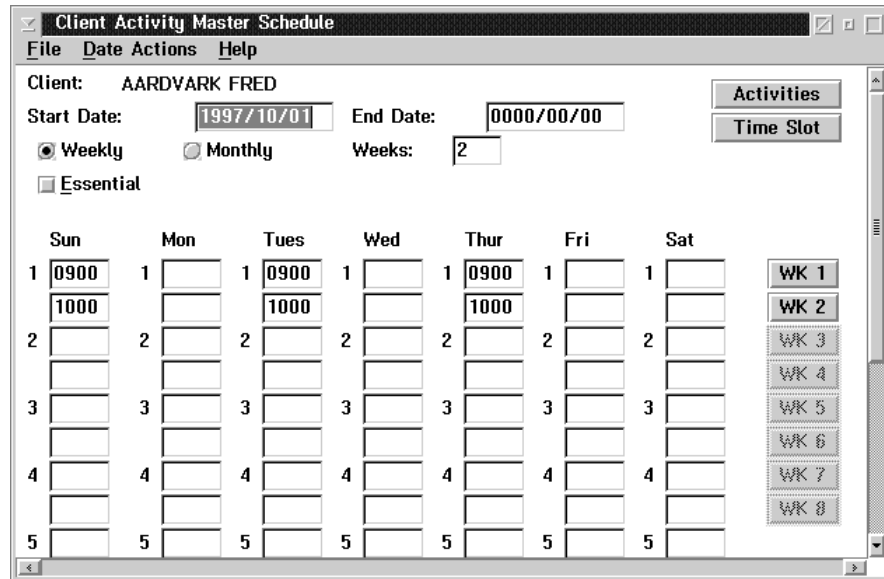 Client Activity Master Schedule
File Date Actions Help
Client: AARDVARK FRED
Activities
Start Date: 1997/10/01 End Date: 0000/00/00
Time Slot
Weekly Monthly Weeks: 2
Essential
Sun Mon Tues Wed Thur Fri Sat
1 0900 1 1 0900 1 1 0900 1 1 WK 1
1000 1000 1000 WK 2
2 2 2 2 2 2 2 WK 3
WK 4
3 3 3 3 3 3 3 WK 5
WK 6
4 4 4 4 4 4 4 WK 7
WK 8
5 5 5 5 5 5 5